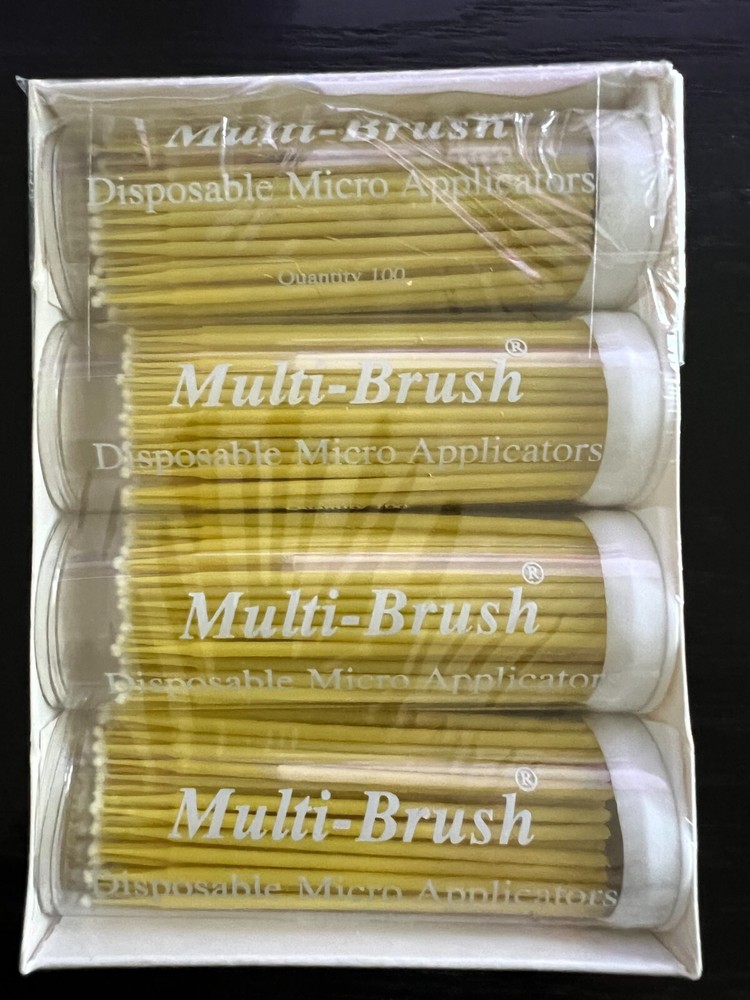 Multi-Brush
Disposable Micro Applicators
Quantity 100
Multi-Brush®
Disposable Micro Applicators
Multi-Brush®
Disposable Micro Applicators
Multi-Brush®
Disposable Micro Applicators